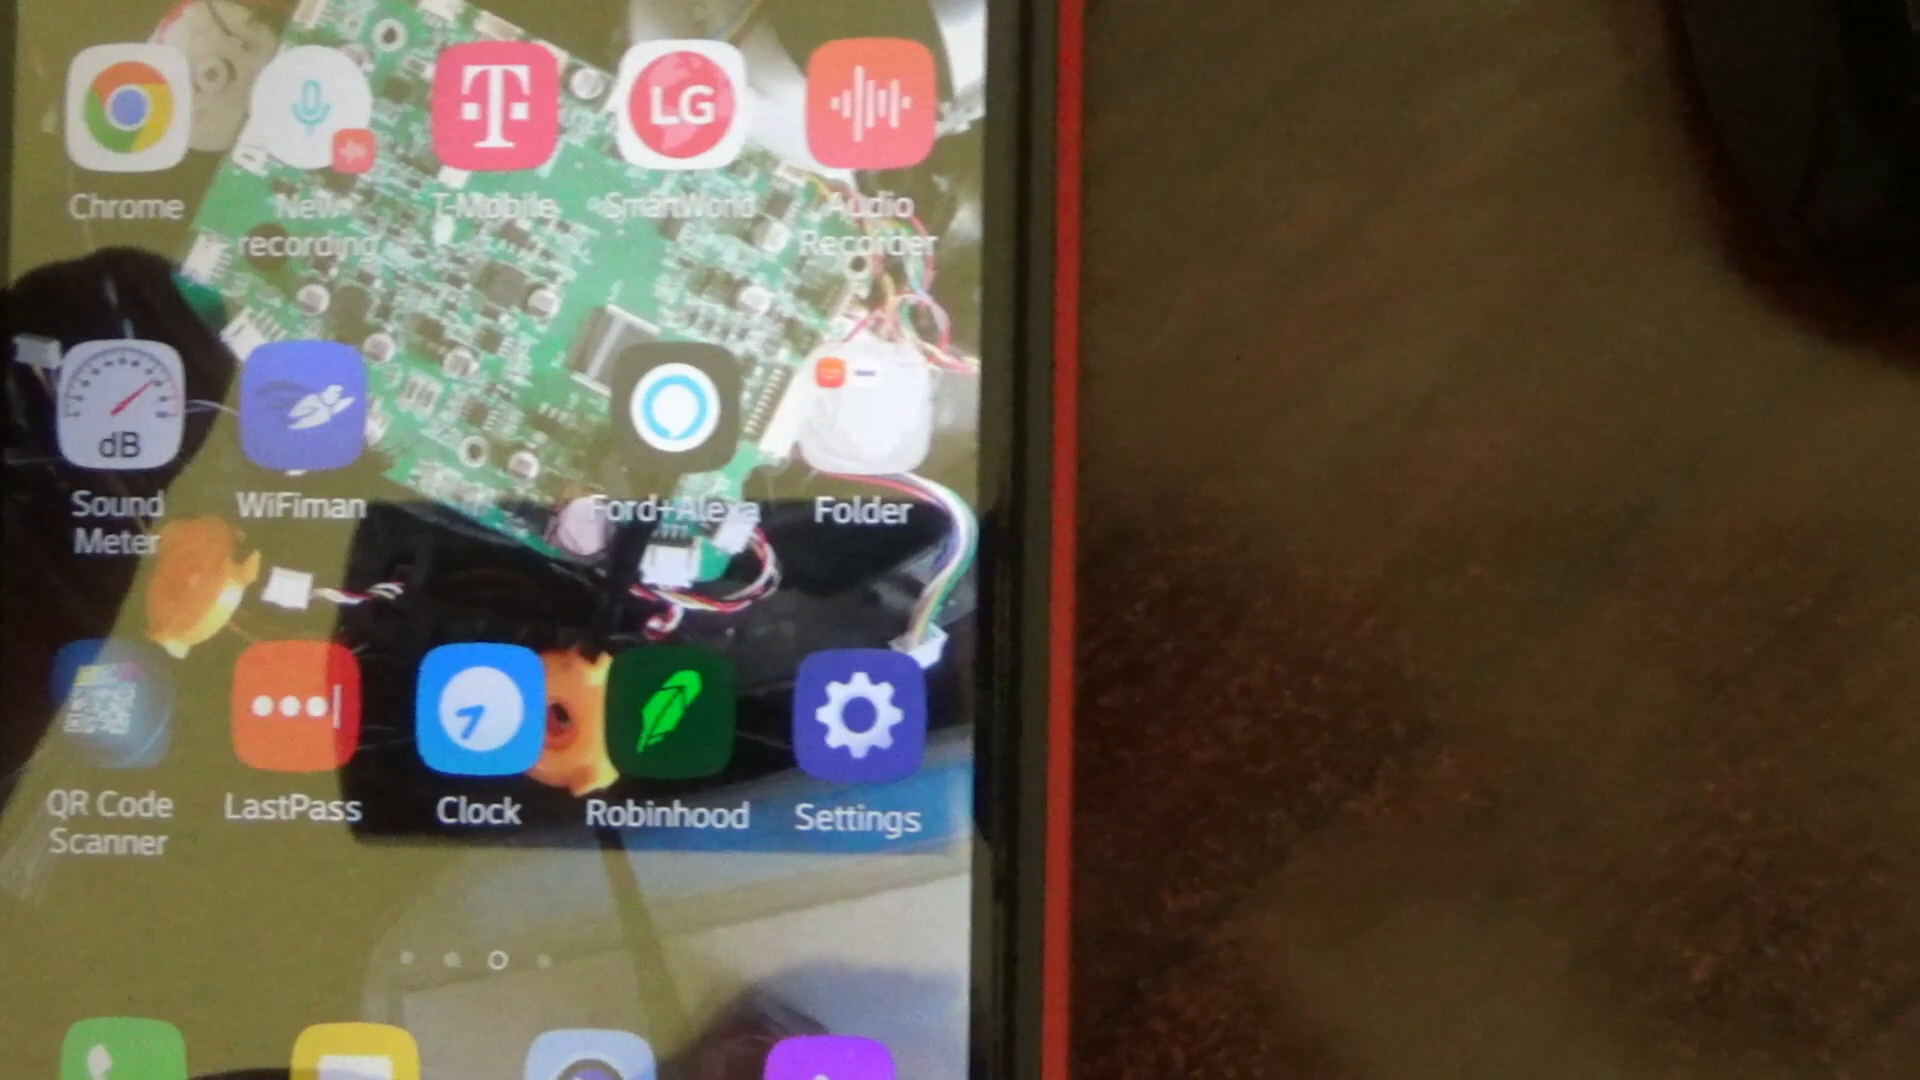 LG
Chrome
New
recording
T-Mobile
SmartWorld
Audio
Recorder
dB
Sound
Meter
WiFiman
Ford+Alexa
Folder
QR Code
Scanner
LastPass
Clock
Robinhood
Settings